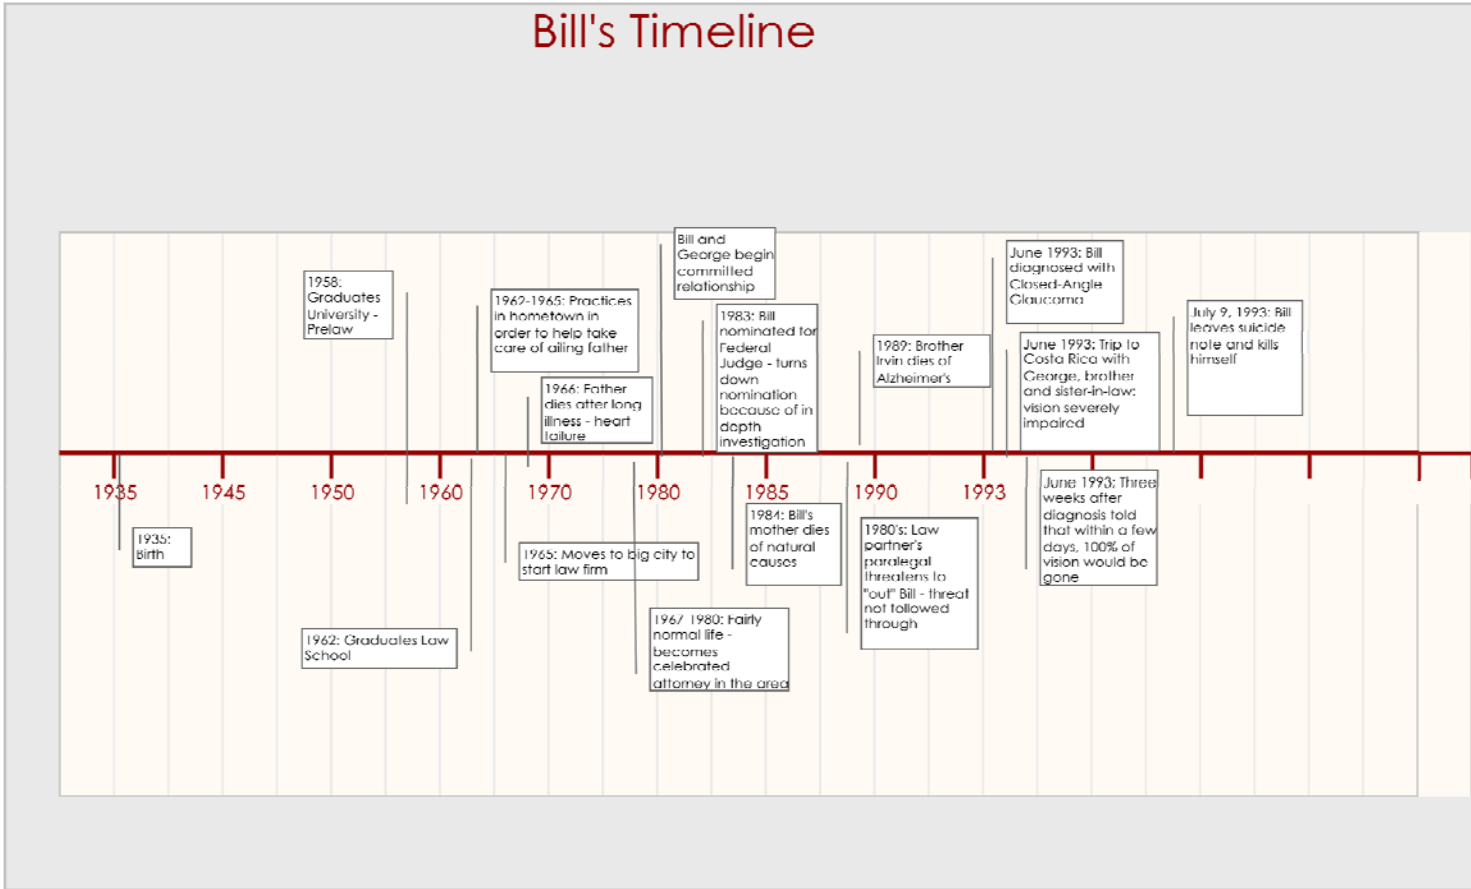 Bill's Timeline
Bill and
George begin
committed
relationship
June 1993: Bill
diagnosed with
Closed-Angle
Glaucoma
1958:
Graduates
University -
Prelaw
1962-1965: Practices
in hometown in
order to help take
care of ailing father
1983: Bill
nominated for
Federal
Judge - turns
down
nomination
because of in
depth
investigation
July 9, 1993: Bill
leaves suicide
note and kills
himself
1989: Brother
Irvin dies of
Alzheimer's
June 1993: Trip to
Costa Rica with
George, brother
and sister-in-law:
vision severely
impaired
1966: Father
dies after long
illness - heart
failure
1935
1945
1950
1960
1970
1980
1985
1990
1993
June 1993: Three
weeks after
diagnosis told
that within a few
days, 100% of
vision would be
gone
1984: Bill's
mother dies
of natural
causes
1980's: Law
partner's
paralegal
threatens to
"out" Bill - threat
not followed
through
1935:
Birth
1965: Moves to big city to
start law firm
1967 1980: Fairly
normal life -
becomes
celebrated
attorney in the area
1962: Graduates Law
School